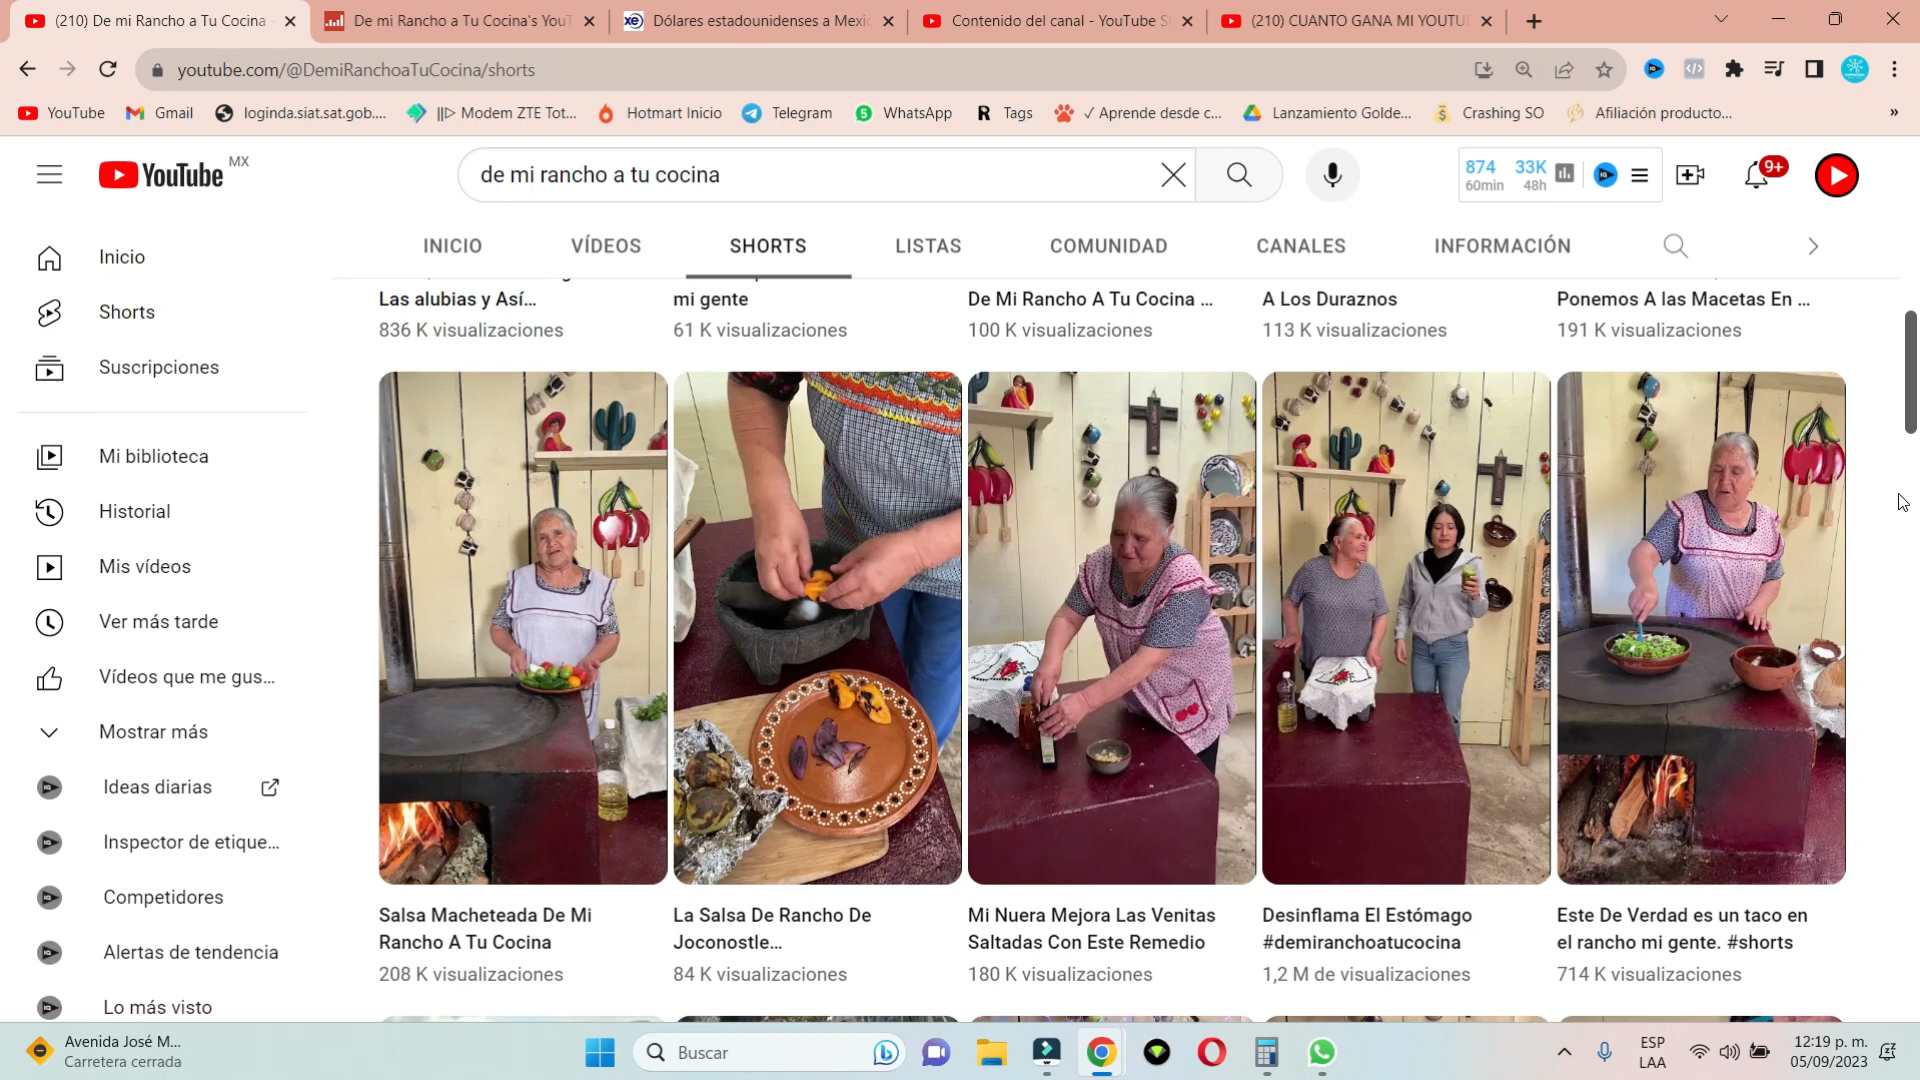 (210) De mi Rancho a Tu Cocina -
De mi Rancho a Tu Cocina's YouT
Dólares estadounidenses a Mexic
Contenido del canal - YouTube S
(210) CUANTO GANA MI YOUTU
youtube.com/@DemiRanchoaTuCocina/shorts
YouTube
Gmail
loginda.siat.sat.gob....
||▷ Modem ZTE Tot...
Hotmart Inicio
Telegram
WhatsApp
Tags
✓ Aprende desde c...
Lanzamiento Golde...
Crashing SO
Afiliación producto...
»
YouTube MX
de mi rancho a tu cocina
874
60min
33K
48h
9+
INICIO
VÍDEOS
SHORTS
LISTAS
COMUNIDAD
CANALES
INFORMACIÓN
Inicio
Shorts
Suscripciones
Mi biblioteca
Historial
Mis vídeos
Ver más tarde
Vídeos que me gus...
Mostrar más
Ideas diarias
Inspector de etique...
Competidores
Alertas de tendencia
Lo más visto
Las alubias y Así...
836 K visualizaciones
mi gente
61 K visualizaciones
De Mi Rancho A Tu Cocina ...
100 K visualizaciones
A Los Duraznos
113 K visualizaciones
Ponemos A las Macetas En ...
191 K visualizaciones
Salsa Macheteada De Mi
Rancho A Tu Cocina
208 K visualizaciones
La Salsa De Rancho De
Joconostle...
84 K visualizaciones
Mi Nuera Mejora Las Venitas
Saltadas Con Este Remedio
180 K visualizaciones
Desinflama El Estómago
#demiranchoatucocina
1,2 M de visualizaciones
Este De Verdad es un taco en
el rancho mi gente. #shorts
714 K visualizaciones
Avenida José M...
Carretera cerrada
Buscar
ESP
LAA
12:19 p. m.
05/09/2023